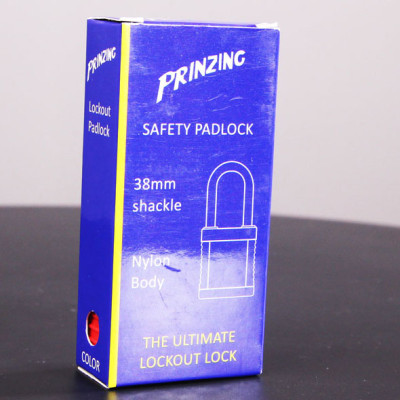 PRINZING
Lockout
Padlock
COLOR
PRINZING
SAFETY PADLOCK
38mm
shackle
Nylon
Body
THE ULTIMATE
LOCKOUT LOCK